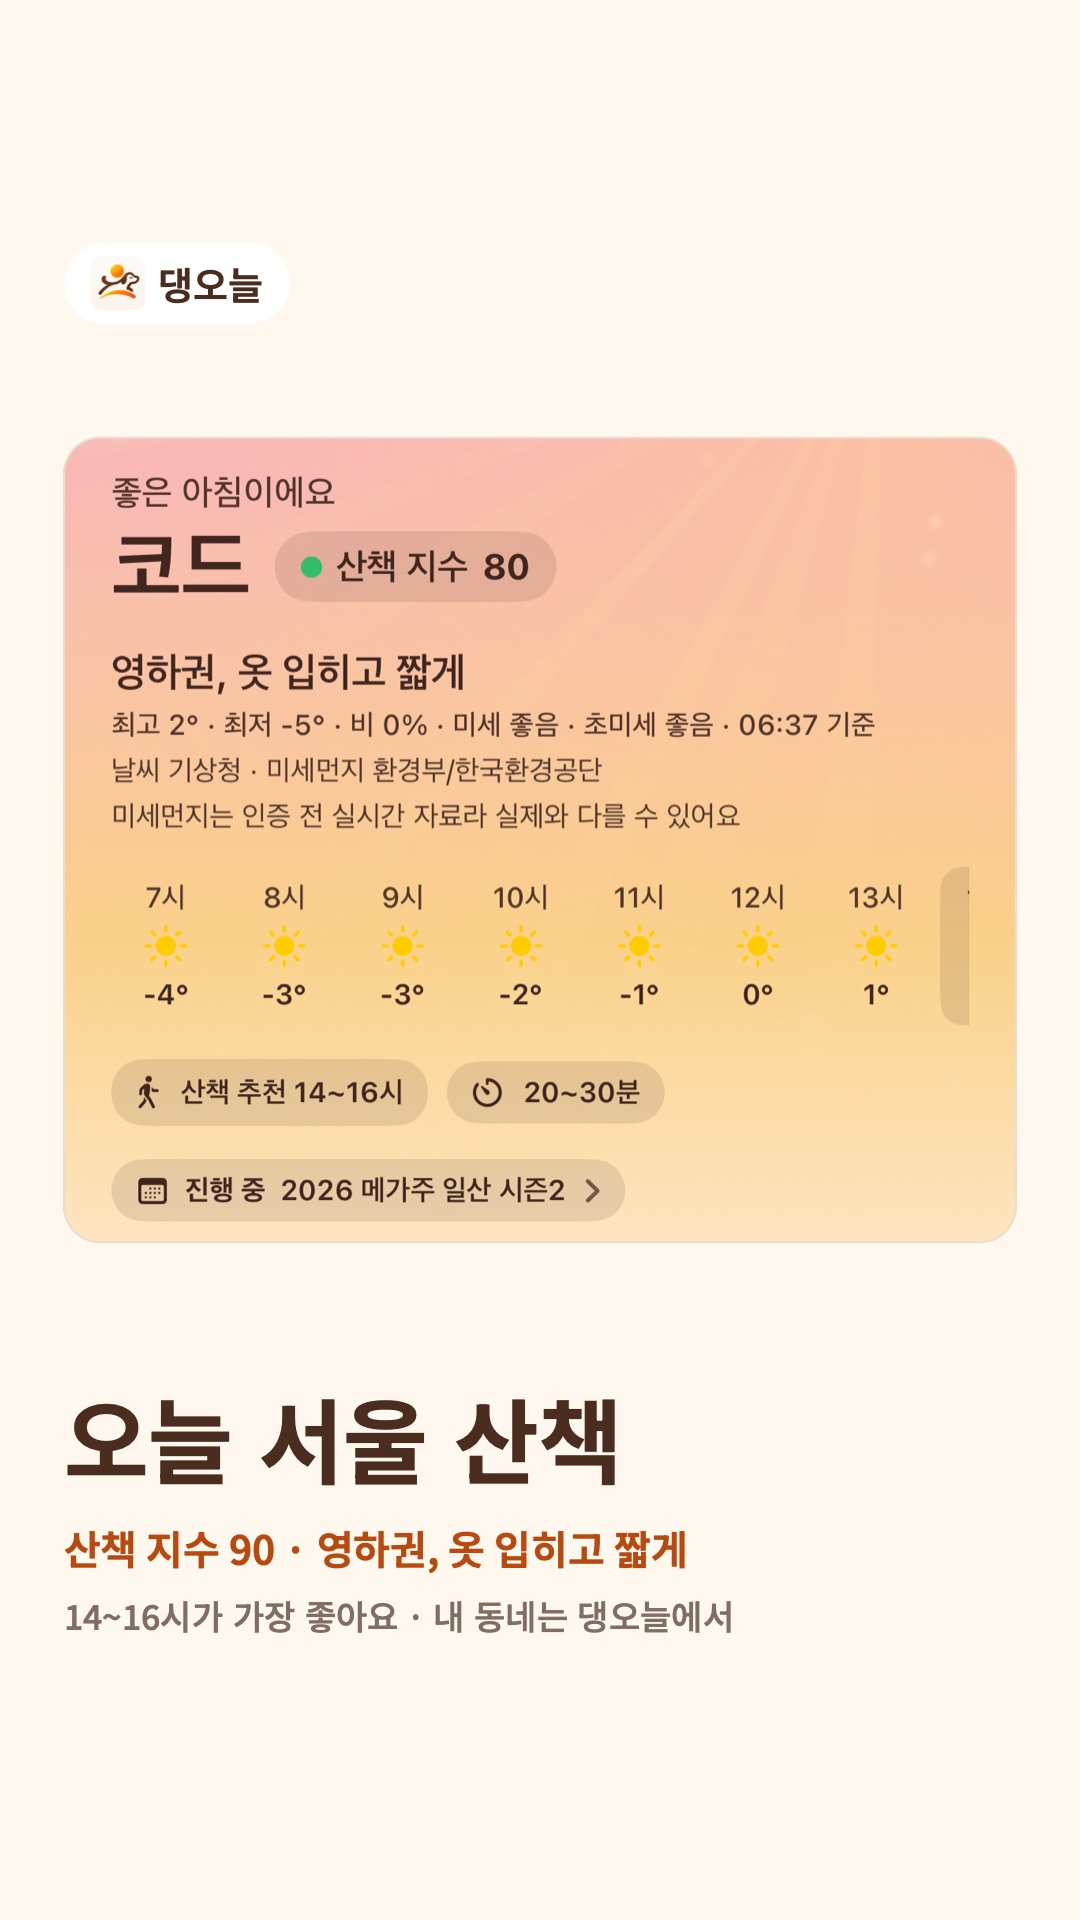 댕오늘
좋은 아침이에요
코드 산책 지수 80
영하권, 옷 입히고 짧게
최고 2° · 최저 -5° · 비 0% · 미세 좋음 · 초미세 좋음 · 06:37 기준
날씨 기상청 · 미세먼지 환경부/한국환경공단
미세먼지는 인증 전 실시간 자료라 실제와 다를 수 있어요
7시 8시 9시 10시 11시 12시 13시
-4° -3° -3° -2° -1° 0° 1°
산책 추천 14~16시 20~30분
진행 중 2026 메가주 일산 시즌2
오늘 서울 산책
산책 지수 90 · 영하권, 옷 입히고 짧게
14~16시가 가장 좋아요 · 내 동네는 댕오늘에서